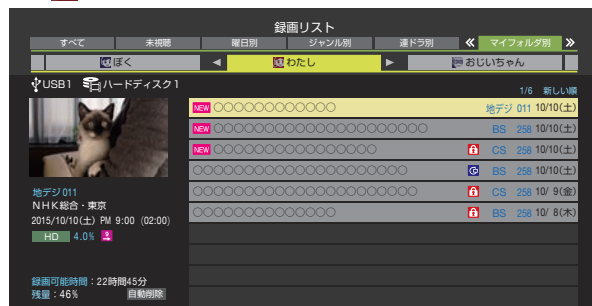 録画リスト
すべて 未視聴 曜日別 ジャンル別 連ドラ別 ≪ マイフォルダ別 ≫
ぼく ◀ わたし ▶ おじいちゃん
USB1 ハードディスク1
1/6 新しい順
NEW 〇〇〇〇〇〇〇〇〇〇〇〇 地デジ 011 10/10(土)
NEW 〇〇〇〇〇〇〇〇〇〇〇〇〇〇〇〇〇〇〇〇〇 BS 258 10/10(土)
NEW 〇〇〇〇〇〇〇〇〇〇〇〇〇〇〇〇 CS 258 10/10(土)
〇〇〇〇〇〇〇〇〇〇〇〇〇〇〇〇〇〇〇〇〇 G BS 258 10/10(土)
〇〇〇〇〇〇〇〇〇〇〇〇〇〇〇〇〇〇〇〇〇〇 CS 258 10/ 9(金)
〇〇〇〇〇〇〇〇〇〇〇〇〇〇 BS 258 10/ 8(木)
地デジ 011
NHK総合・東京
2015/10/10(土) PM 9:00 (02:00)
HD 4.0%
録画可能時間：22時間45分
残量：46% 自動削除